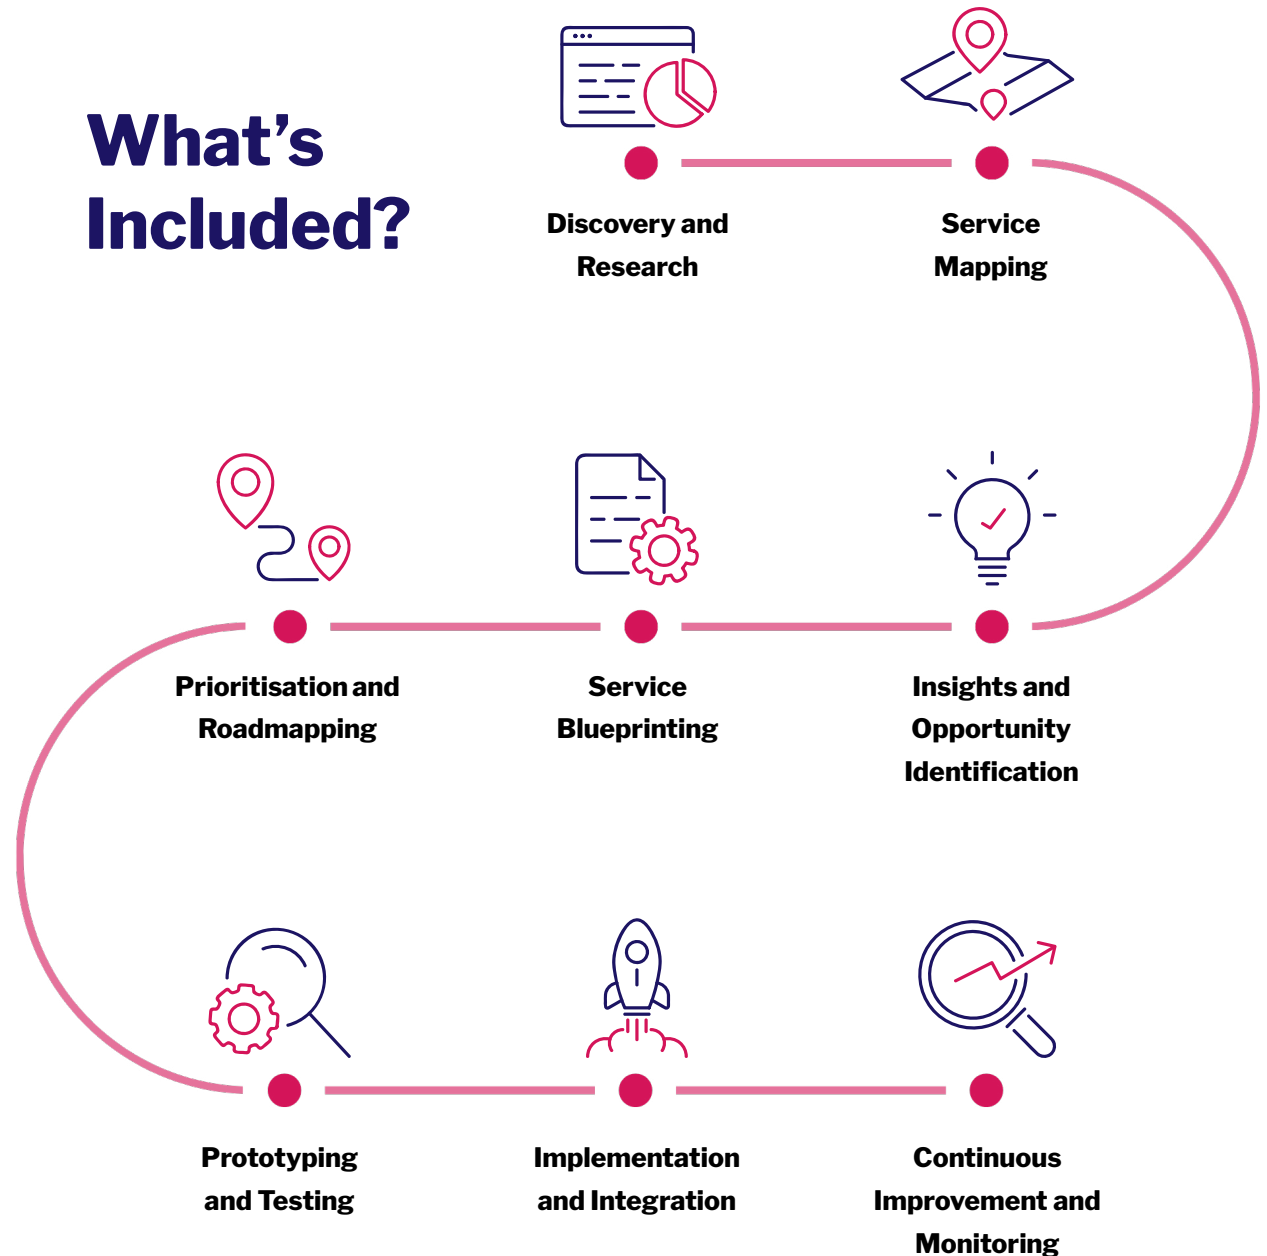 What’s
Included?
Discovery and
Research
Service
Mapping
Insights and
Opportunity
Identification
Service
Blueprinting
Prioritisation and
Roadmapping
Prototyping
and Testing
Implementation
and Integration
Continuous
Improvement and
Monitoring